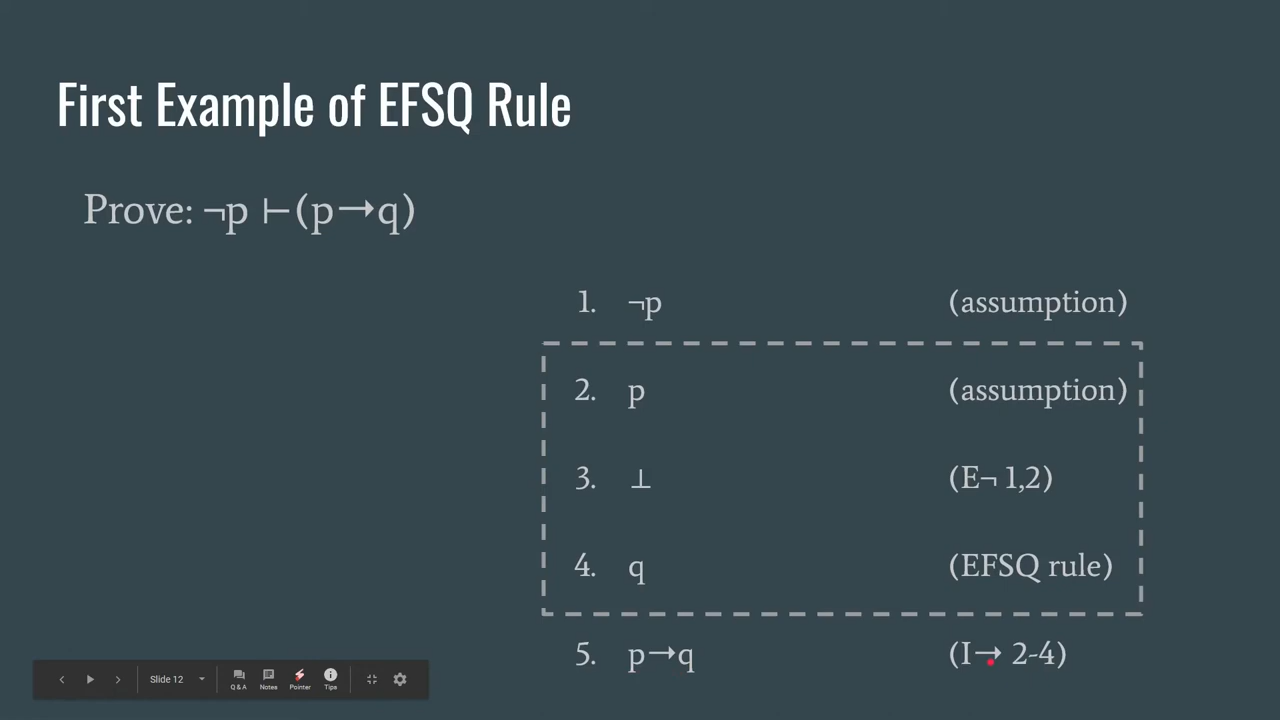 First Example of EFSQ Rule
Prove: ¬p ⊢(p→q)
1. ¬p (assumption)
2. p (assumption)
3. ⊥ (E¬ 1,2)
4. q (EFSQ rule)
5. p→q (I→ 2-4)
Slide 12 Q&A Notes Pointer Tips